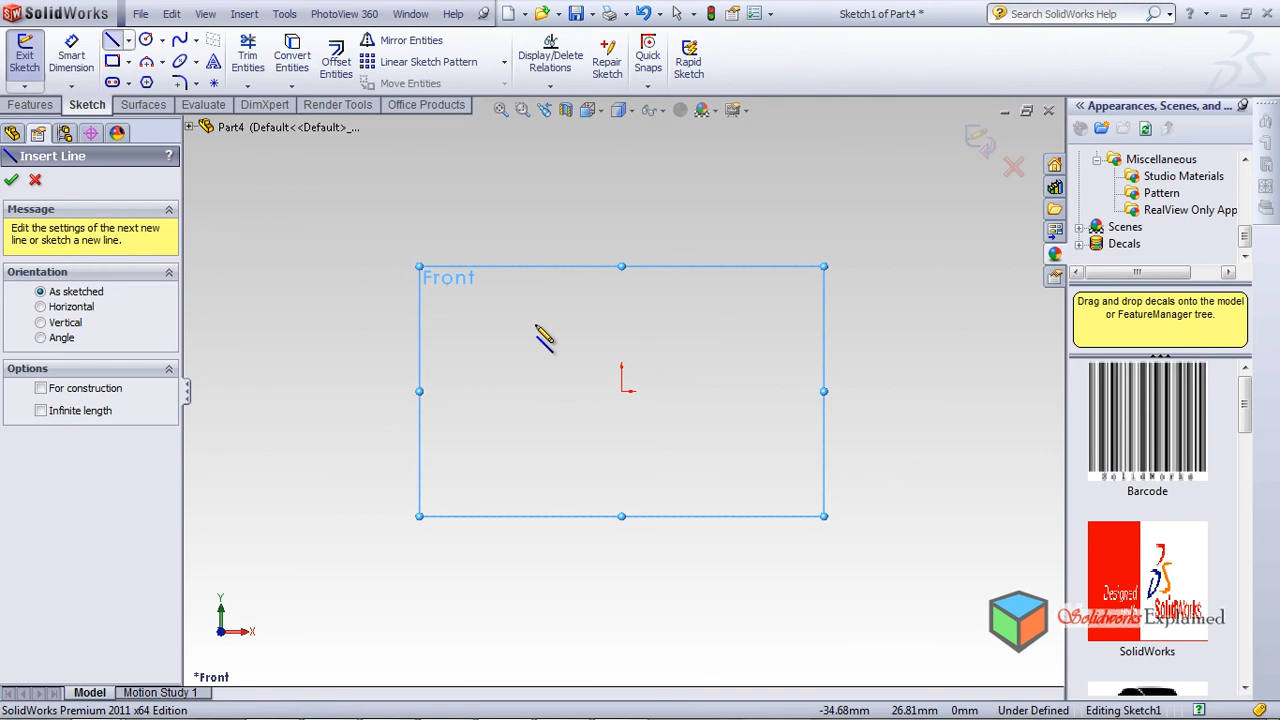 SolidWorks
File Edit View Insert Tools PhotoView 360 Window Help
Sketch1 of Part4 *
Search SolidWorks Help
Exit Sketch
Smart Dimension
Trim Entities
Convert Entities
Offset Entities
Mirror Entities
Linear Sketch Pattern
Move Entities
Display/Delete Relations
Repair Sketch
Quick Snaps
Rapid Sketch
Features Sketch Surfaces Evaluate DimXpert Render Tools Office Products
Part4 (Default<<Default>_...
Insert Line
?
Message
Edit the settings of the next new
line or sketch a new line.
Orientation
As sketched
Horizontal
Vertical
Angle
Options
For construction
Infinite length
Front
Y
X
*Front
Appearances, Scenes, and ...
Miscellaneous
Studio Materials
Pattern
RealView Only App
Scenes
Decals
Drag and drop decals onto the model
or FeatureManager tree.
SolidWorks
Barcode
Designed
with
SolidWorks
SolidWorks
Solidworks Explained
Model Motion Study 1
SolidWorks Premium 2011 x64 Edition
-34.68mm 26.81mm 0mm Under Defined Editing Sketch1